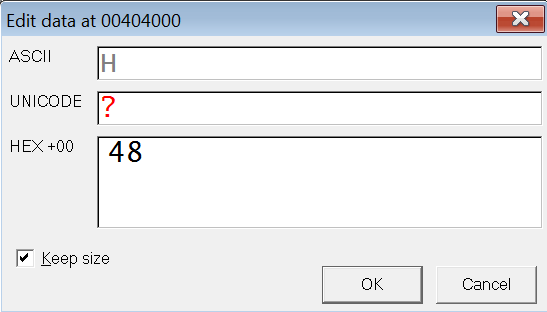 Edit data at 00404000
ASCII
H
UNICODE
?
HEX +00
48
Keep size
OK
Cancel